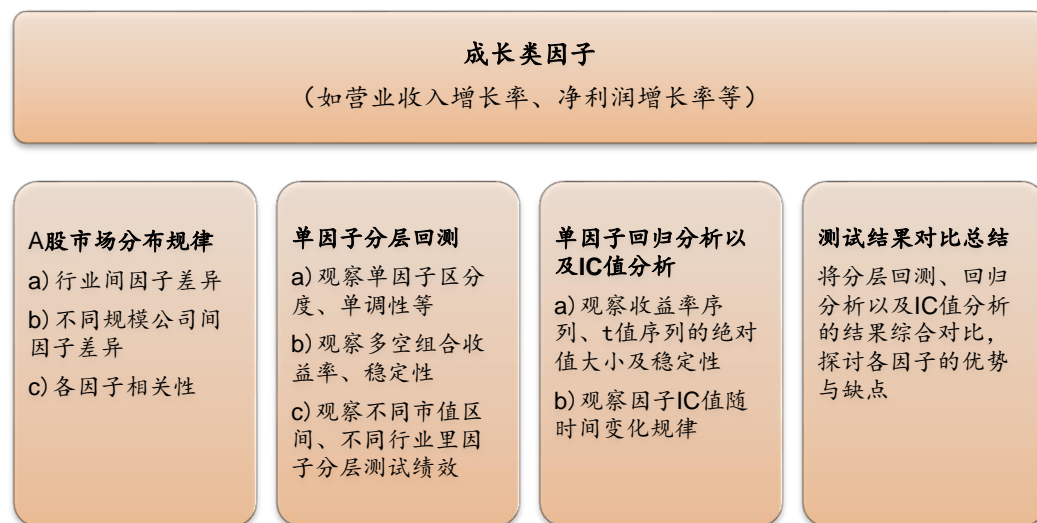 成长类因子
（如营业收入增长率、净利润增长率等）
A股市场分布规律
a)行业间因子差异
b)不同规模公司间
因子差异
c)各因子相关性
单因子分层回测
a)观察单因子区分
度、单调性等
b)观察多空组合收
益率、稳定性
c)观察不同市值区
间、不同行业里因
子分层测试绩效
单因子回归分析以
及IC值分析
a)观察收益率序
列、t值序列的绝对
值大小及稳定性
b)观察因子IC值随
时间变化规律
测试结果对比总结
将分层回测、回归
分析以及IC值分析
的结果综合对比，
探讨各因子的优势
与缺点